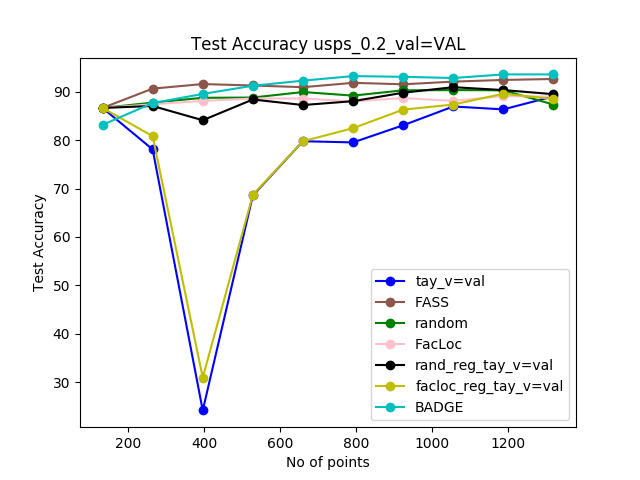 Test Accuracy usps_0.2_val=VAL
Test Accuracy
90
80
70
60
50
40
30
tay_v=val
FASS
random
FacLoc
rand_reg_tay_v=val
facloc_reg_tay_v=val
BADGE
200 400 600 800 1000 1200
No of points